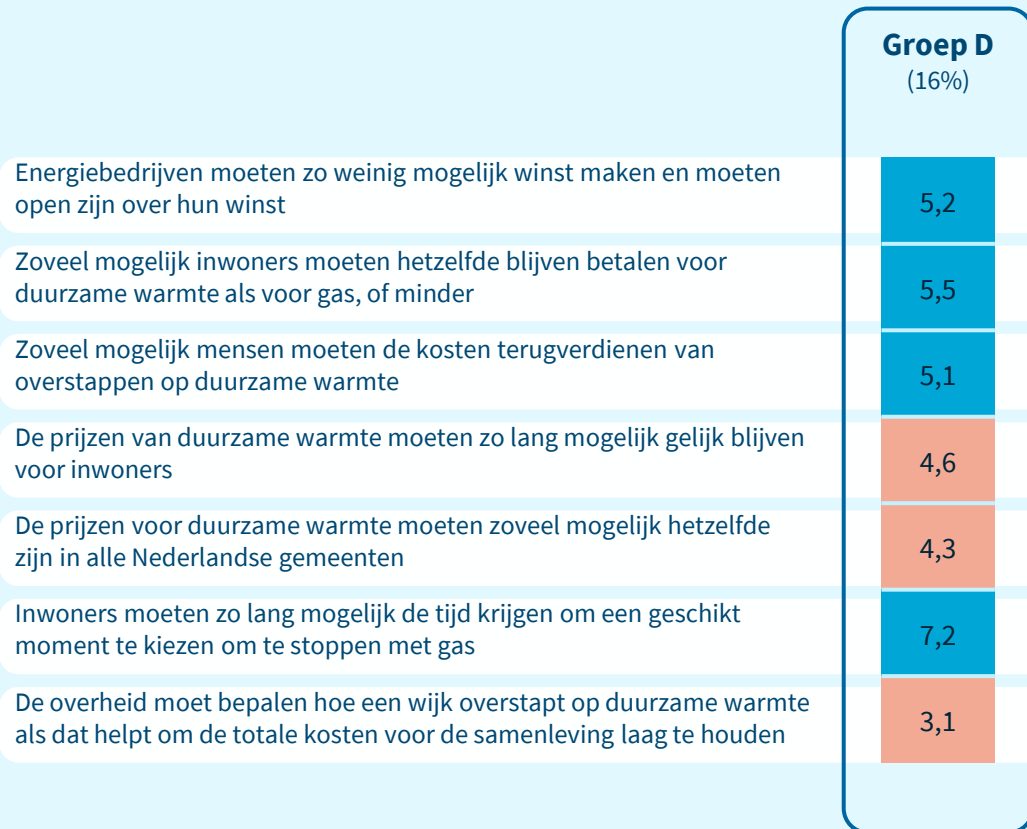 Groep D
(16%)
Energiebedrijven moeten zo weinig mogelijk winst maken en moeten
open zijn over hun winst
5,2
Zoveel mogelijk inwoners moeten hetzelfde blijven betalen voor
duurzame warmte als voor gas, of minder
5,5
Zoveel mogelijk mensen moeten de kosten terugverdienen van
overstappen op duurzame warmte
5,1
De prijzen van duurzame warmte moeten zo lang mogelijk gelijk blijven
voor inwoners
4,6
De prijzen voor duurzame warmte moeten zoveel mogelijk hetzelfde
zijn in alle Nederlandse gemeenten
4,3
Inwoners moeten zo lang mogelijk de tijd krijgen om een geschikt
moment te kiezen om te stoppen met gas
7,2
De overheid moet bepalen hoe een wijk overstapt op duurzame warmte
als dat helpt om de totale kosten voor de samenleving laag te houden
3,1